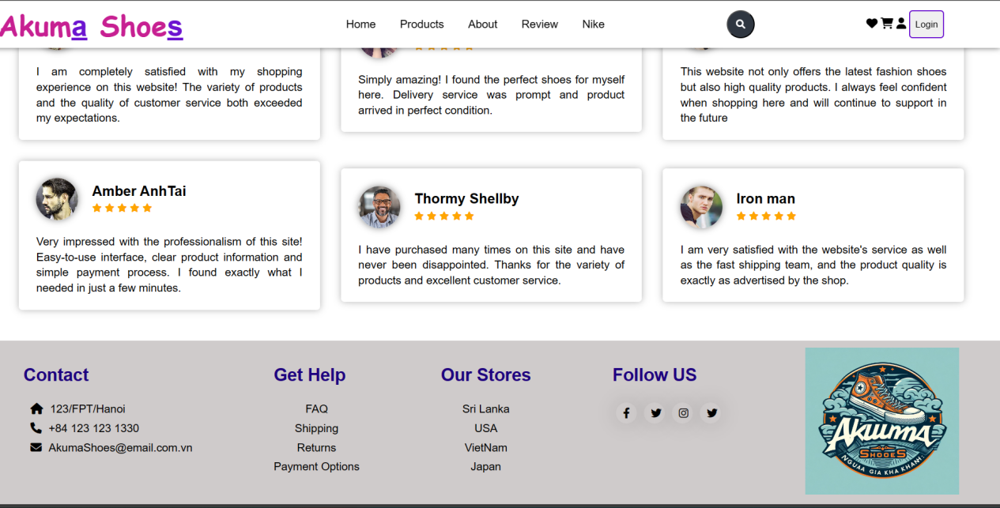 Akuma Shoes
Home Products About Review Nike
Login
I am completely satisfied with my shopping
experience on this website! The variety of products
and the quality of customer service both exceeded
my expectations.
Simply amazing! I found the perfect shoes for myself
here. Delivery service was prompt and product
arrived in perfect condition.
This website not only offers the latest fashion shoes
but also high quality products. I always feel confident
when shopping here and will continue to support in
the future
Amber AnhTai
Very impressed with the professionalism of this site!
Easy-to-use interface, clear product information and
simple payment process. I found exactly what I
needed in just a few minutes.
Thormy Shellby
I have purchased many times on this site and have
never been disappointed. Thanks for the variety of
products and excellent customer service.
Iron man
I am very satisfied with the website's service as well
as the fast shipping team, and the product quality is
exactly as advertised by the shop.
Contact
123/FPT/Hanoi
+84 123 123 1330
AkumaShoes@email.com.vn
Get Help
FAQ
Shipping
Returns
Payment Options
Our Stores
Sri Lanka
USA
VietNam
Japan
Follow US
Akuuma
SHOOES
NGUAA GIA KHA KHANH